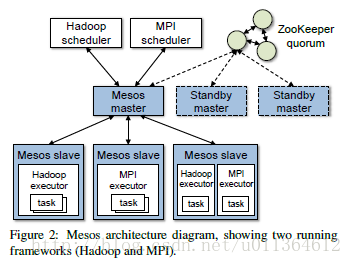 Hadoop
scheduler
MPI
scheduler
ZooKeeper
quorum
Mesos
master
Standby
master
Standby
master
Mesos slave
Hadoop
executor
task
Mesos slave
MPI
executor
task
Mesos slave
Hadoop
executor
task
MPI
executor
task
Figure 2: Mesos architecture diagram, showing two running
frameworks (Hadoop and MPI).
http://blog.csdn.net/u011364612